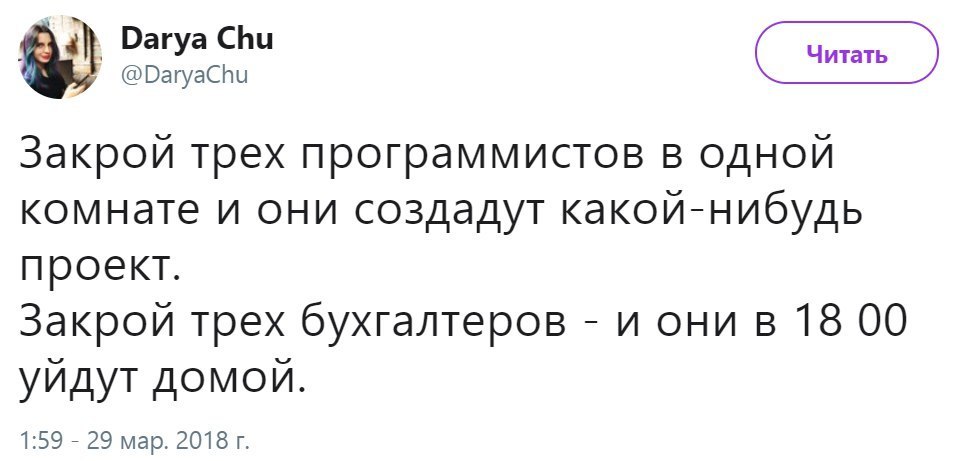 Darya Chu
@DaryaChu
Читать
Закрой трех программистов в одной
комнате и они создадут какой-нибудь
проект.
Закрой трех бухгалтеров - и они в 18 00
уйдут домой.
1:59 - 29 мар. 2018 г.